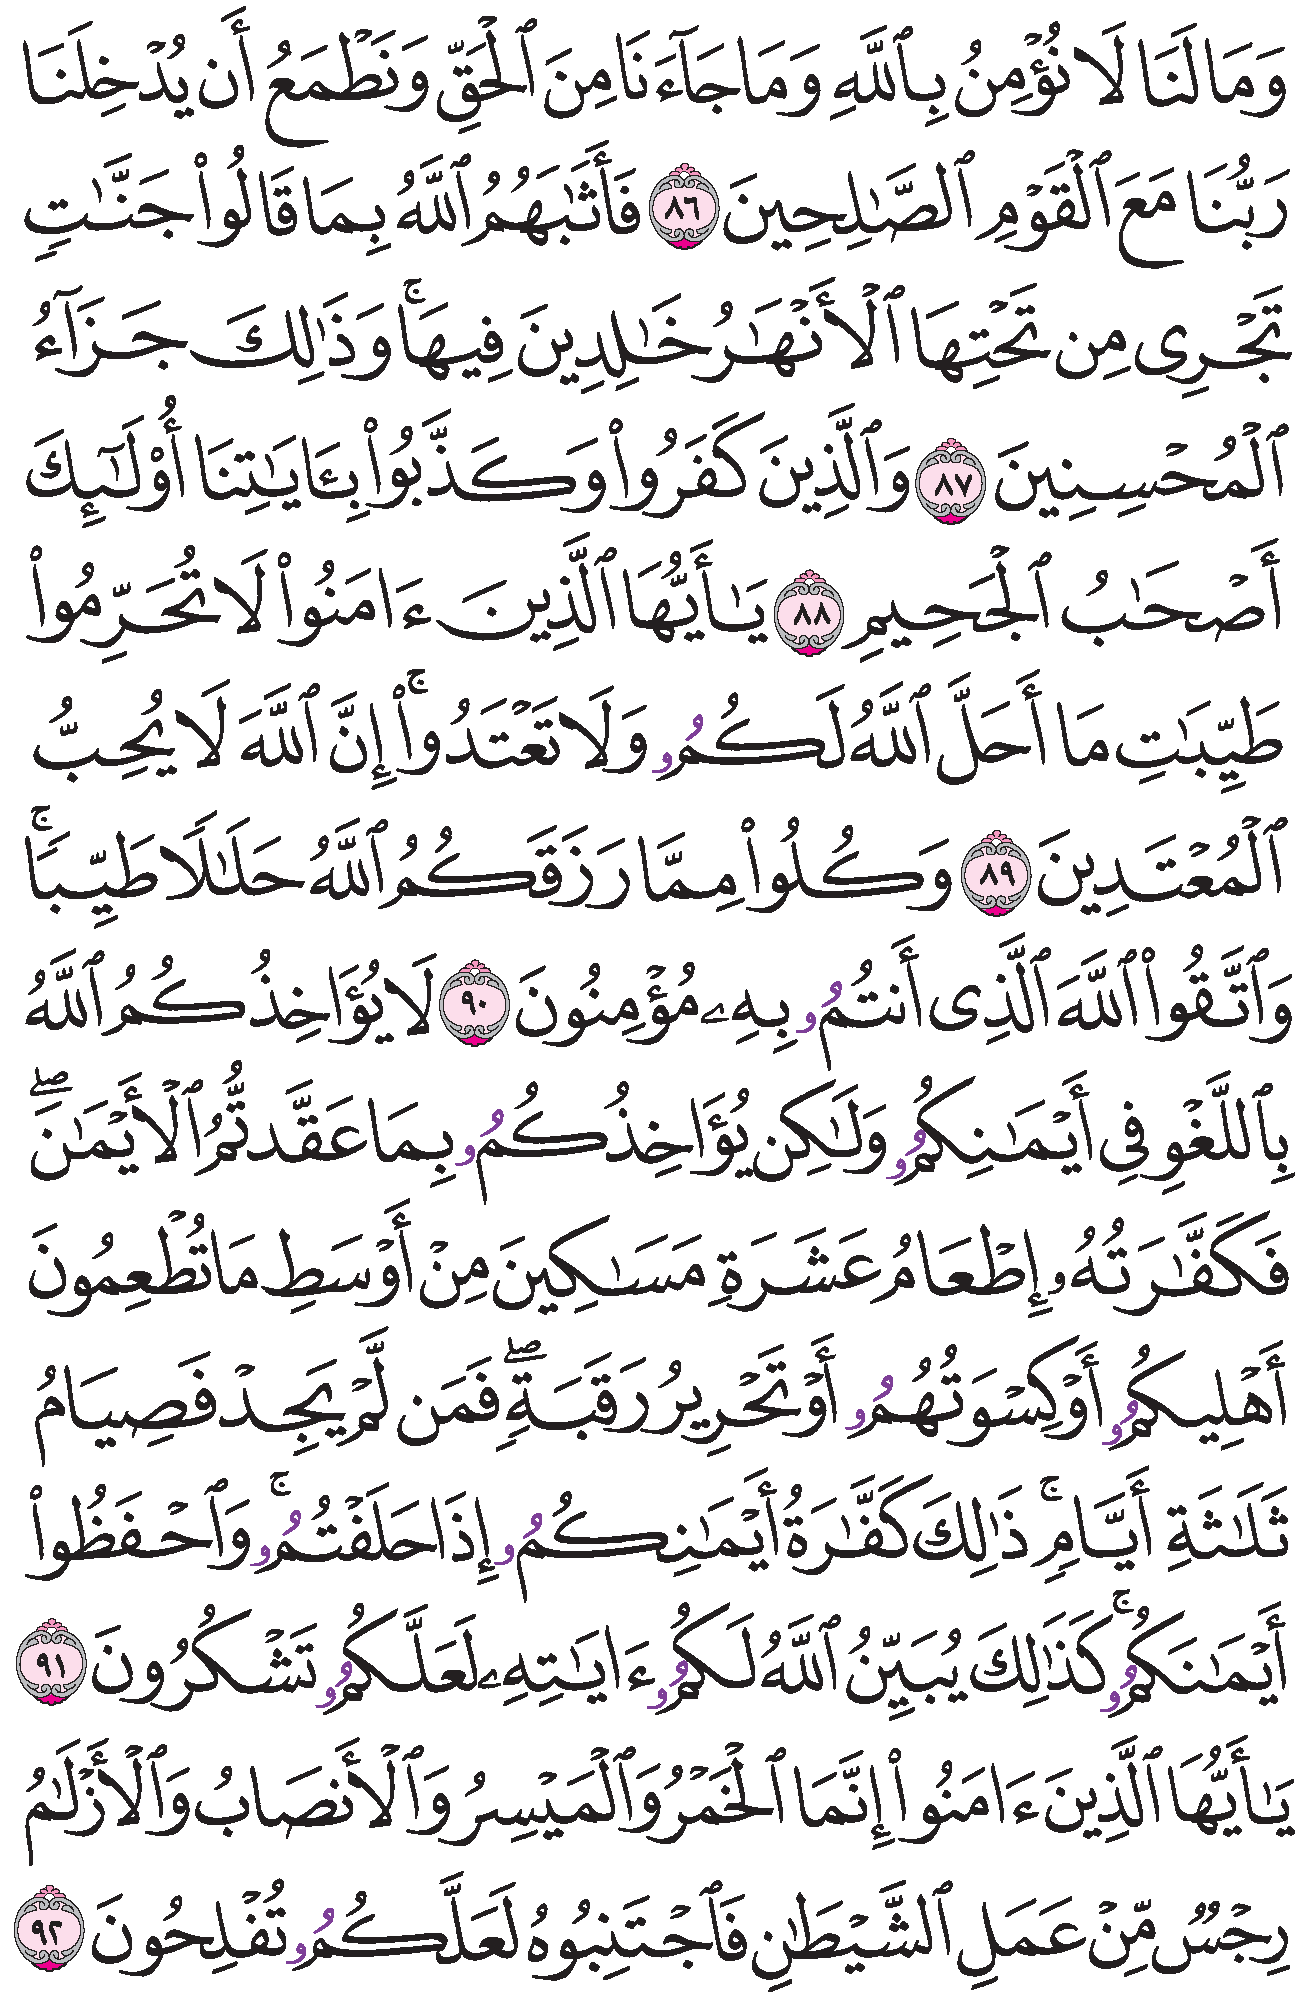 وَمَا لَنَا لَا نُؤْمِنُ بِٱللَّهِ وَمَا جَآءَنَا مِنَ ٱلْحَقِّ وَنَطْمَعُ أَن يُدْخِلَنَا
رَبُّنَا مَعَ ٱلْقَوْمِ ٱلصَّٰلِحِينَ ٨٦ فَأَثَٰبَهُمُ ٱللَّهُ بِمَا قَالُوا۟ جَنَّٰتٍ
تَجْرِى مِن تَحْتِهَا ٱلْأَنْهَٰرُ خَٰلِدِينَ فِيهَا ۚ وَذَٰلِكَ جَزَآءُ
ٱلْمُحْسِنِينَ ٨٧ وَٱلَّذِينَ كَفَرُوا۟ وَكَذَّبُوا۟ بِـَٔايَٰتِنَا أُو۟لَٰٓئِكَ
أَصْحَٰبُ ٱلْجَحِيمِ ٨٨ يَٰأَيُّهَا ٱلَّذِينَ ءَامَنُوا۟ لَا تُحَرِّمُوا۟
طَيِّبَٰتِ مَا أَحَلَّ ٱللَّهُ لَكُمُۥ وَلَا تَعْتَدُوا۟ ۚ إِنَّ ٱللَّهَ لَا يُحِبُّ
ٱلْمُعْتَدِينَ ٨٩ وَكُلُوا۟ مِمَّا رَزَقَكُمُ ٱللَّهُ حَلَٰلًا طَيِّبًا ۚ
وَٱتَّقُوا۟ ٱللَّهَ ٱلَّذِى أَنتُمُۥ بِهِۦ مُؤْمِنُونَ ٩٠ لَا يُؤَاخِذُكُمُ ٱللَّهُ
بِٱللَّغْوِ فِى أَيْمَٰنِكُمُۥ وَلَٰكِن يُؤَاخِذُكُمُۥ بِمَا عَقَّدتُّمُ ٱلْأَيْمَٰنَ ۖ
فَكَفَّٰرَتُهُۥ إِطْعَامُ عَشَرَةِ مَسَٰكِينَ مِنْ أَوْسَطِ مَا تُطْعِمُونَ
أَهْلِيكُمُۥ أَوْ كِسْوَتُهُمُۥ أَوْ تَحْرِيرُ رَقَبَةٍ ۖ فَمَن لَّمْ يَجِدْ فَصِيَامُ
ثَلَٰثَةِ أَيَّامٍ ۚ ذَٰلِكَ كَفَّٰرَةُ أَيْمَٰنِكُمُۥ إِذَا حَلَفْتُمُۥ ۚ وَٱحْفَظُوا۟
أَيْمَٰنَكُمُۥ ۚ كَذَٰلِكَ يُبَيِّنُ ٱللَّهُ لَكُمُۥ ءَايَٰتِهِۦ لَعَلَّكُمُۥ تَشْكُرُونَ ٩١
يَٰأَيُّهَا ٱلَّذِينَ ءَامَنُوا۟ إِنَّمَا ٱلْخَمْرُ وَٱلْمَيْسِرُ وَٱلْأَنصَابُ وَٱلْأَزْلَٰمُ
رِجْسٌ مِّنْ عَمَلِ ٱلشَّيْطَٰنِ فَٱجْتَنِبُوهُ لَعَلَّكُمُۥ تُفْلِحُونَ ٩٢